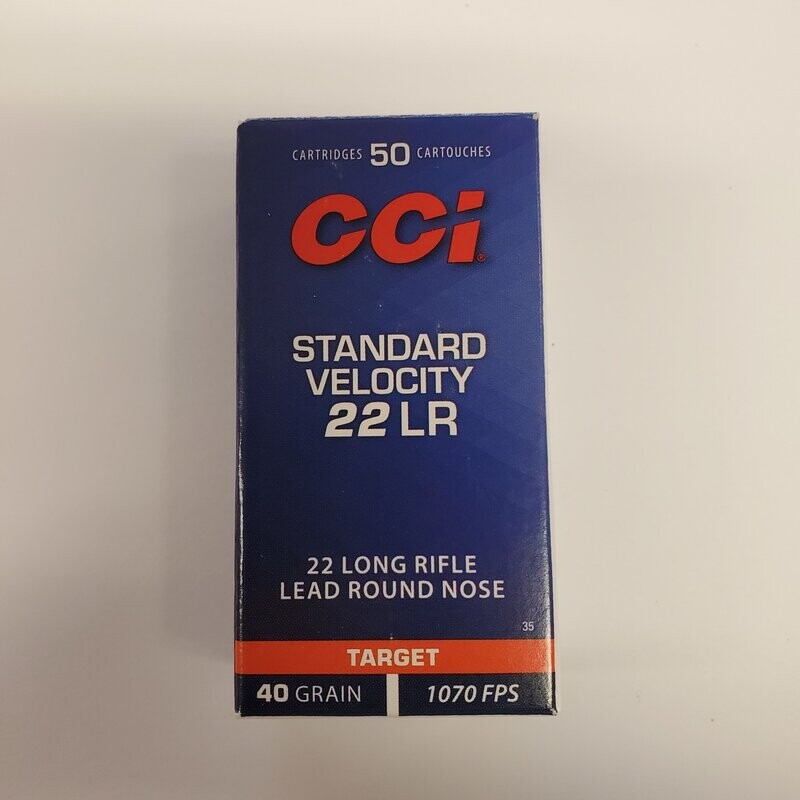 CARTRIDGES 50 CARTOUCHES
CCI®
STANDARD
VELOCITY
22 LR
22 LONG RIFLE
LEAD ROUND NOSE
35
TARGET
40 GRAIN 1070 FPS